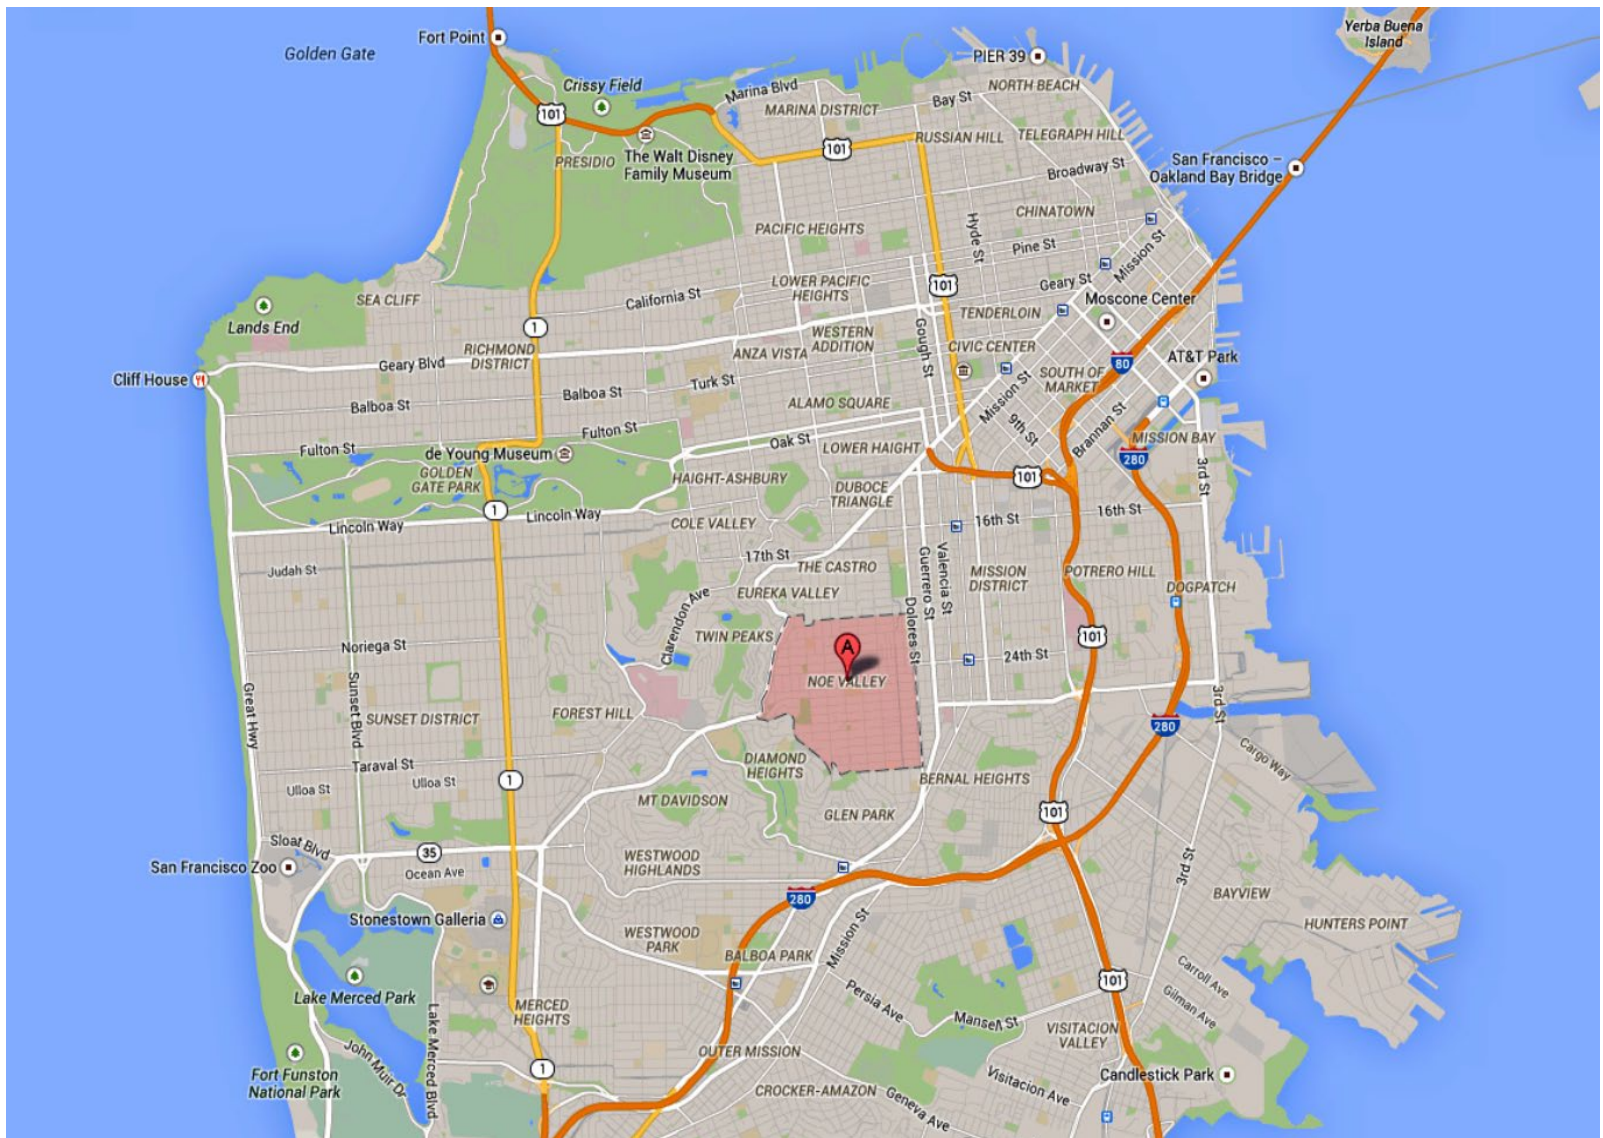 Yerba Buena
Island
Fort Point
Golden Gate
PIER 39
Crissy Field
Marina Blvd
NORTH BEACH
Bay St
MARINA DISTRICT
101
RUSSIAN HILL
TELEGRAPH HILL
101
PRESIDIO
The Walt Disney
Family Museum
Broadway St
San Francisco –
Oakland Bay Bridge
CHINATOWN
PACIFIC HEIGHTS
Hyde St
Pine St
Mission St
LOWER PACIFIC
HEIGHTS
101
Geary St
SEA CLIFF
California St
Moscone Center
Lands End
TENDERLOIN
1
WESTERN
ADDITION
Gough St
RICHMOND
DISTRICT
ANZA VISTA
CIVIC CENTER
AT&T Park
80
Geary Blvd
Cliff House
Turk St
SOUTH OF
MARKET
Balboa St
Balboa St
Mission St
ALAMO SQUARE
9th St
Brannan St
Fulton St
Fulton St
Oak St
LOWER HAIGHT
MISSION BAY
de Young Museum
280
GOLDEN
GATE PARK
HAIGHT-ASHBURY
101
3rd St
DUBOCE
TRIANGLE
1
Lincoln Way
Lincoln Way
COLE VALLEY
16th St
16th St
17th St
Judah St
THE CASTRO
Guerrero St
Valencia St
MISSION
DISTRICT
POTRERO HILL
DOGPATCH
EUREKA VALLEY
Clarendon Ave
Dolores St
TWIN PEAKS
101
Noriega St
A
24th St
NOE VALLEY
Great Hwy
Sunset Blvd
SUNSET DISTRICT
FOREST HILL
3rd St
280
Cargo Way
Taraval St
DIAMOND
HEIGHTS
BERNAL HEIGHTS
Ulloa St
Ulloa St
1
MT DAVIDSON
GLEN PARK
101
Sloat Blvd
35
San Francisco Zoo
Ocean Ave
WESTWOOD
HIGHLANDS
3rd St
280
BAYVIEW
Stonestown Galleria
HUNTERS POINT
WESTWOOD
PARK
Mission St
BALBOA PARK
Lake Merced Park
101
Carroll Ave
Persia Ave
Gilman Ave
MERCED
HEIGHTS
Mansell St
VISITACION
VALLEY
Lake Merced Blvd
John Muir Dr
OUTER MISSION
Fort Funston
National Park
1
Candlestick Park
Visitacion Ave
CROCKER-AMAZON
Geneva Ave